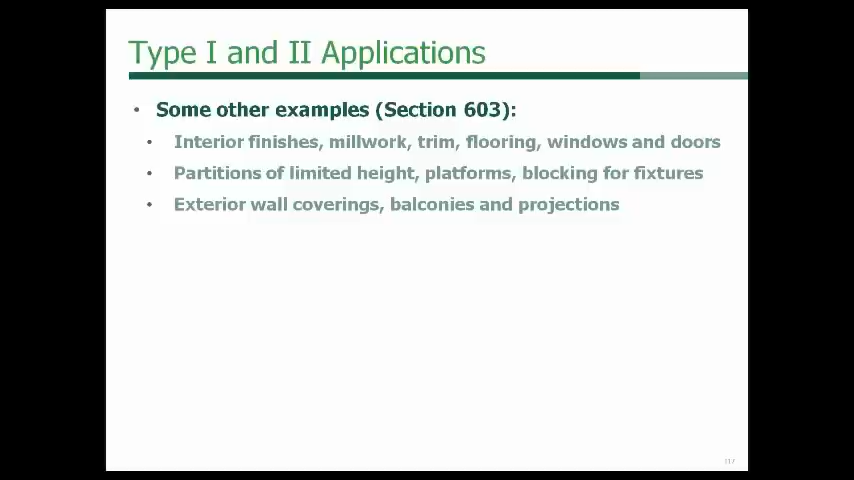 Type I and II Applications
• Some other examples (Section 603):
• Interior finishes, millwork, trim, flooring, windows and doors
• Partitions of limited height, platforms, blocking for fixtures
• Exterior wall coverings, balconies and projections